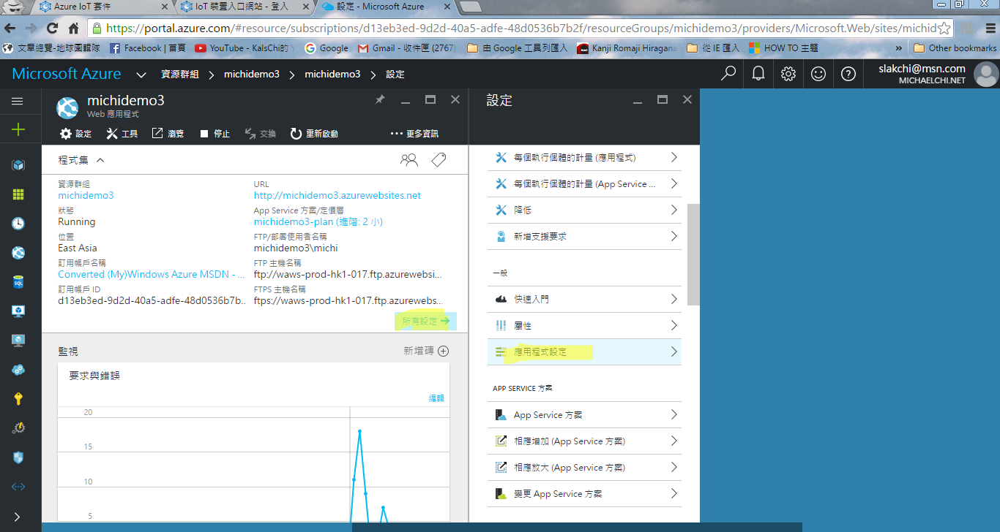 Azure IoT 套件
IoT 裝置入口網站 - 登入
設定 - Microsoft Azure
https://portal.azure.com/#resource/subscriptions/d13eb3ed-9d2d-40a5-adfe-48d0536b7b2f/resourceGroups/michidemo3/providers/Microsoft.Web/sites/michid
文章總覽-地球圖輯隊
Facebook | 首頁
YouTube - KalsChi的
Google
Gmail - 收件匣 (2767)
由 Google 工具列匯入
Kanji Romaji Hiragana
從 IE 匯入
HOW TO 主題
»
Other bookmarks
Microsoft Azure
資源群組
michidemo3
michidemo3
設定
slakchi@msn.com
MICHAELCHI.NET
michidemo3
Web 應用程式
設定
工具
瀏覽
停止
交換
重新啟動
更多資訊
程式集
資源群組
michidemo3
URL
http://michidemo3.azurewebsites.net
狀態
Running
App Service 方案/定價層
michidemo3-plan (進階: 2 小)
位置
East Asia
FTP/部署使用者名稱
michidemo3\michi
訂用帳戶名稱
Converted (My)Windows Azure MSDN - ...
FTP 主機名稱
ftp://waws-prod-hk1-017.ftp.azurewebsi...
訂用帳戶 ID
d13eb3ed-9d2d-40a5-adfe-48d0536b7b..
FTPS 主機名稱
ftps://waws-prod-hk1-017.ftp.azurewebs...
所有設定
監視
新增磚
要求與錯誤
編輯
20
15
10
5
SQL
設定
每個執行個體的計量 (應用程式)
每個執行個體的計量 (App Service ...
降低
新增支援要求
一般
快速入門
屬性
應用程式設定
APP SERVICE 方案
App Service 方案
相應增加 (App Service 方案)
相應放大 (App Service 方案)
變更 App Service 方案